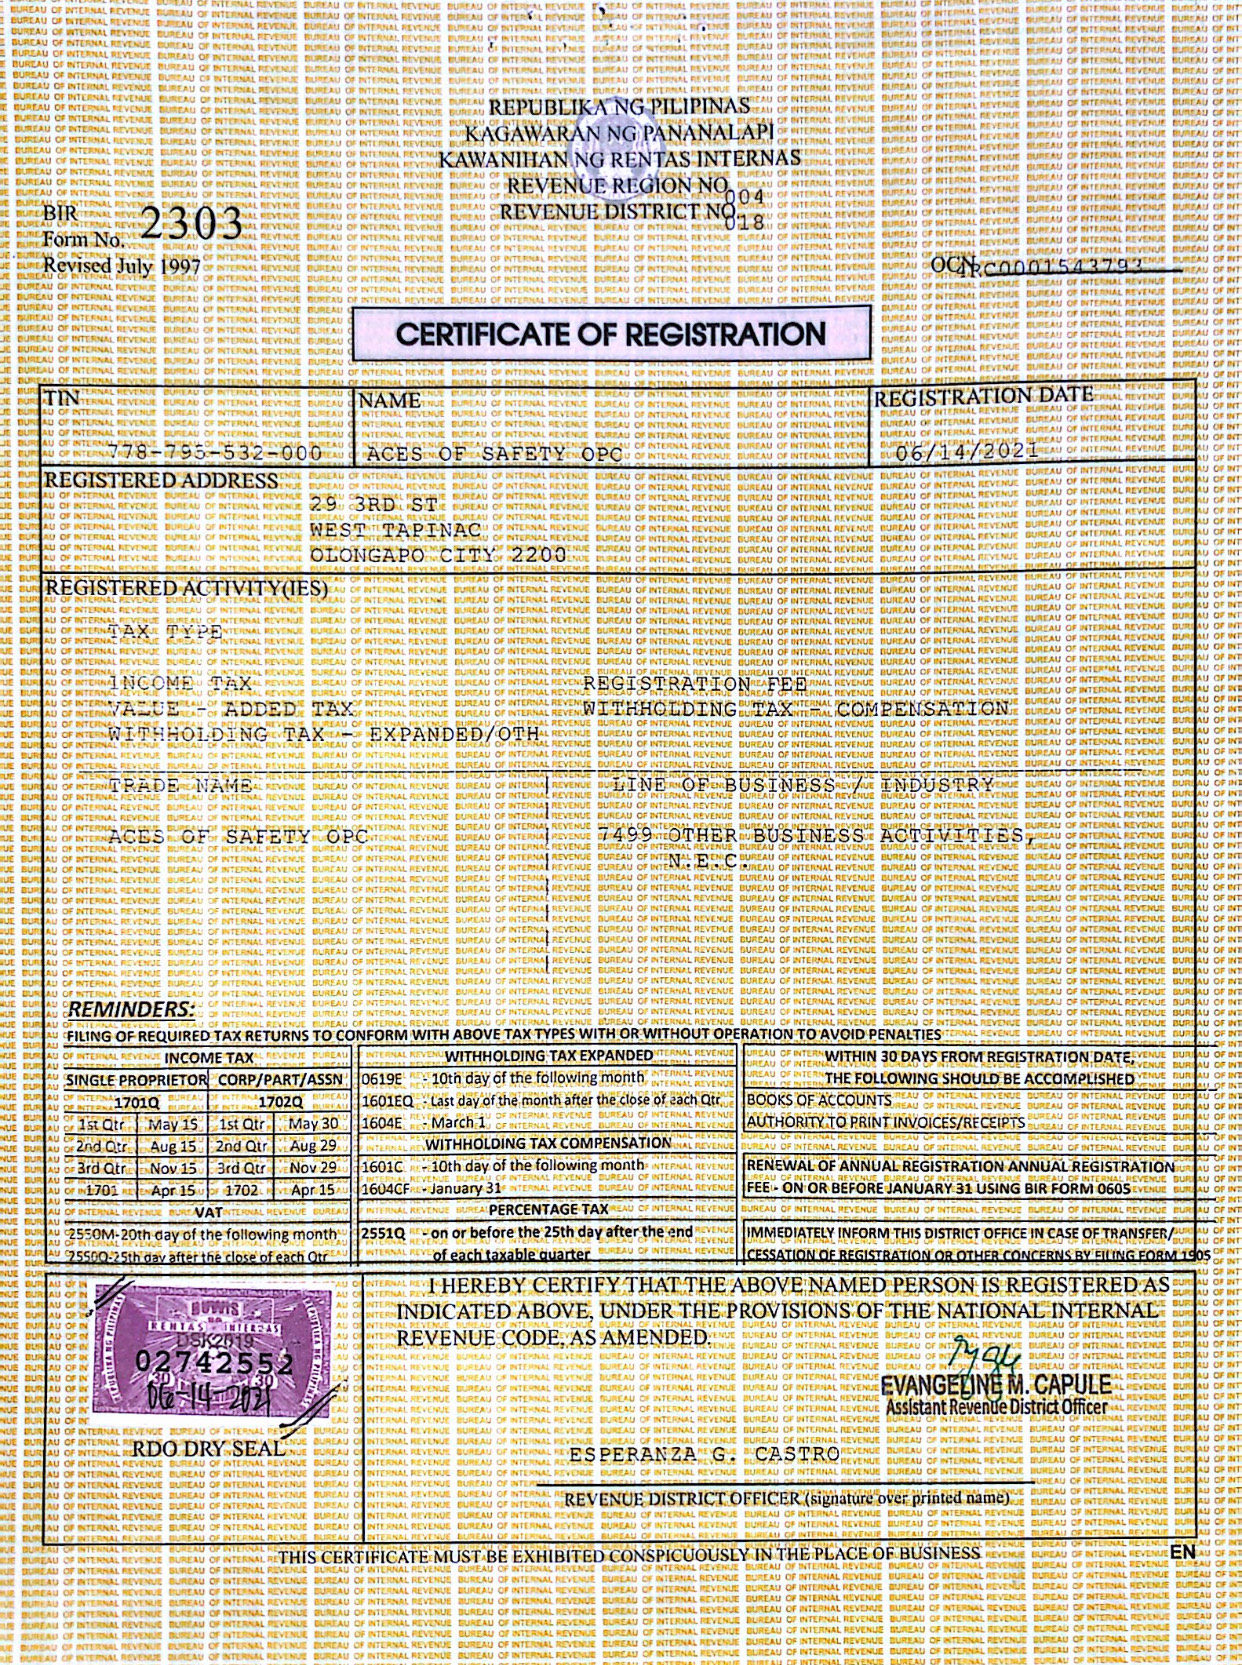 REPUBLIKA NG PILIPINAS
KAGAWARAN NG PANANALAPI
KAWANIHAN NG RENTAS INTERNAS
REVENUE REGION NO. 004
REVENUE DISTRICT NO. 018
BIR
Form No. 2303
Revised July 1997
OCN RC0001543793
CERTIFICATE OF REGISTRATION
TIN NAME REGISTRATION DATE
778-795-532-000 ACES OF SAFETY OPC 06/14/2021
REGISTERED ADDRESS
29 3RD ST
WEST TAPINAC
OLONGAPO CITY 2200
REGISTERED ACTIVITY(IES)
TAX TYPE
INCOME TAX REGISTRATION FEE
VALUE - ADDED TAX WITHHOLDING TAX - COMPENSATION
WITHHOLDING TAX - EXPANDED/OTH
TRADE NAME LINE OF BUSINESS / INDUSTRY
ACES OF SAFETY OPC 7499 OTHER BUSINESS ACTIVITIES,
N.E.C.
REMINDERS:
FILING OF REQUIRED TAX RETURNS TO CONFORM WITH ABOVE TAX TYPES WITH OR WITHOUT OPERATION TO AVOID PENALTIES
INCOME TAX
SINGLE PROPRIETOR CORP/PART/ASSN
1701Q 1702Q
1st Qtr May 15 1st Qtr May 30
2nd Qtr Aug 15 2nd Qtr Aug 29
3rd Qtr Nov 15 3rd Qtr Nov 29
1701 Apr 15 1702 Apr 15
VAT
2550M-20th day of the following month
2550Q-25th day after the close of each Qtr
WITHHOLDING TAX EXPANDED
0619E - 10th day of the following month
1601EQ - Last day of the month after the close of each Qtr
1604E - March 1
WITHHOLDING TAX COMPENSATION
1601C - 10th day of the following month
1604CF - January 31
PERCENTAGE TAX
2551Q - on or before the 25th day after the end
of each taxable quarter
WITHIN 30 DAYS FROM REGISTRATION DATE,
THE FOLLOWING SHOULD BE ACCOMPLISHED
BOOKS OF ACCOUNTS
AUTHORITY TO PRINT INVOICES/RECEIPTS
RENEWAL OF ANNUAL REGISTRATION ANNUAL REGISTRATION
FEE - ON OR BEFORE JANUARY 31 USING BIR FORM 0605
IMMEDIATELY INFORM THIS DISTRICT OFFICE IN CASE OF TRANSFER/
CESSATION OF REGISTRATION OR OTHER CONCERNS BY FILING FORM 1905
BUWIS
RENTAS INTERNAS
DSK2019
02742552
30 30
06-14-2021
RDO DRY SEAL
I HEREBY CERTIFY THAT THE ABOVE NAMED PERSON IS REGISTERED AS
INDICATED ABOVE, UNDER THE PROVISIONS OF THE NATIONAL INTERNAL
REVENUE CODE, AS AMENDED.
EVANGELINE M. CAPULE
Assistant Revenue District Officer
ESPERANZA G. CASTRO
REVENUE DISTRICT OFFICER (signature over printed name)
THIS CERTIFICATE MUST BE EXHIBITED CONSPICUOUSLY IN THE PLACE OF BUSINESS
EN